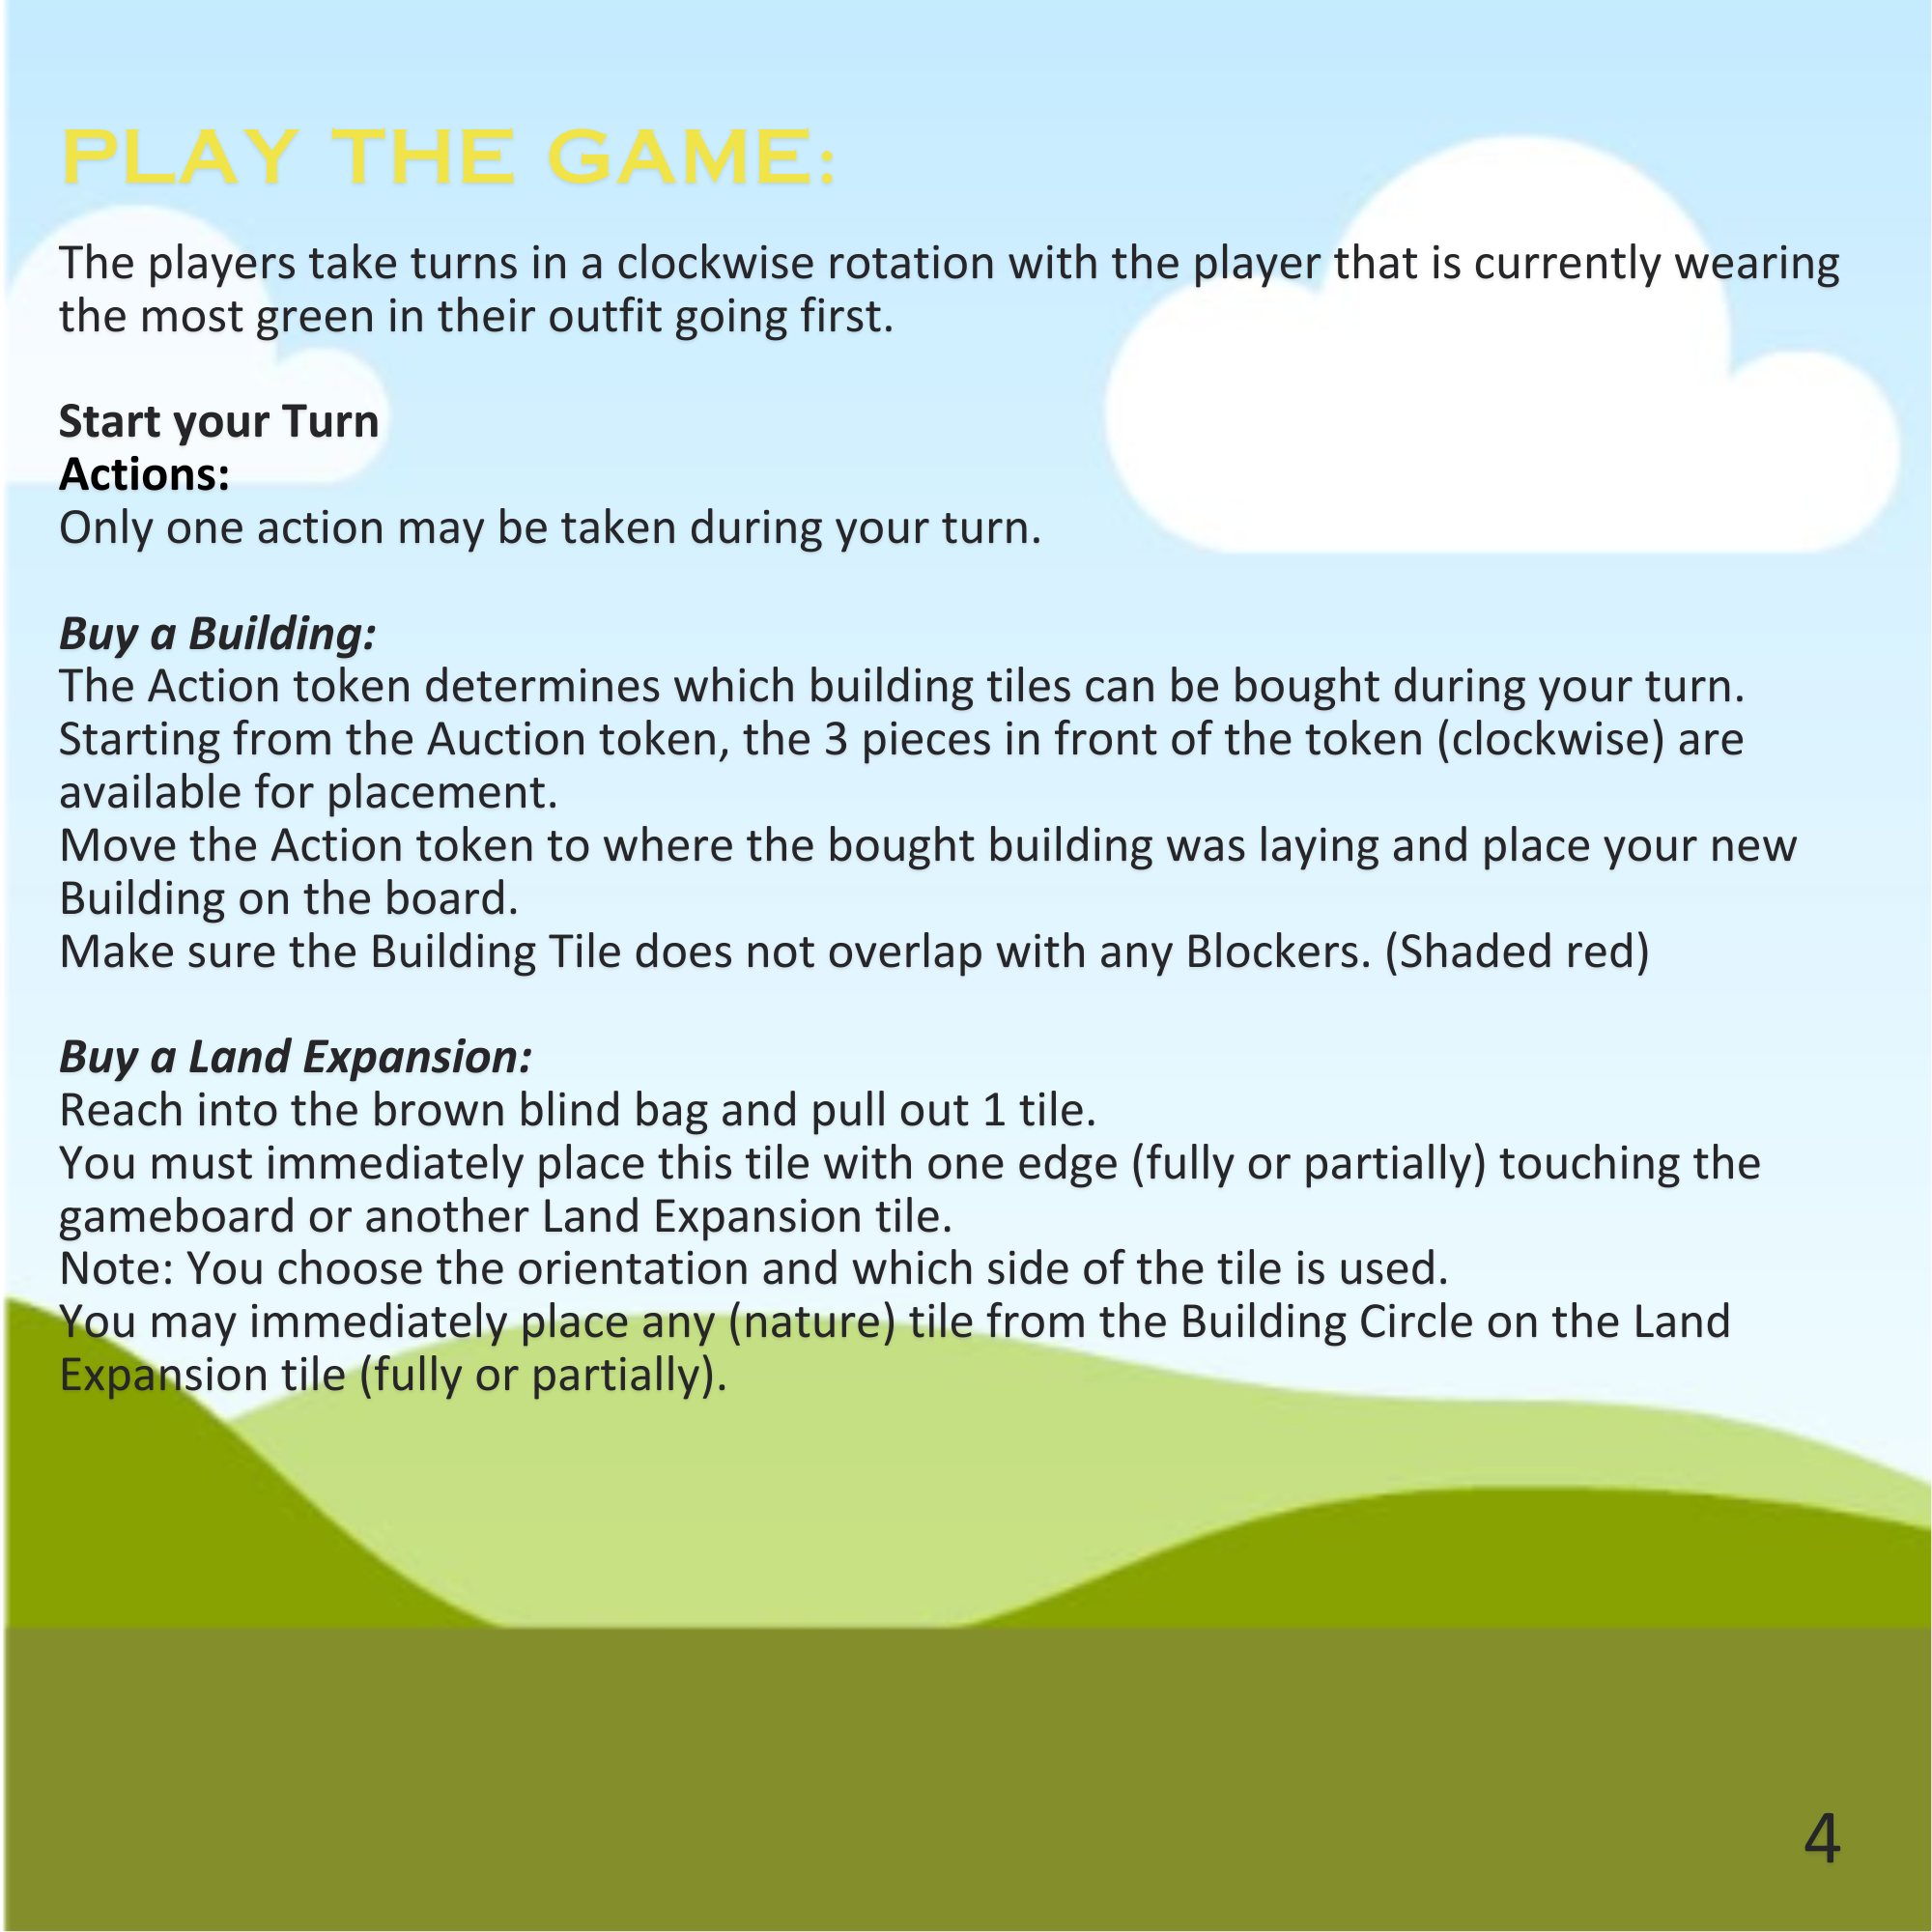 PLAY THE GAME:
The players take turns in a clockwise rotation with the player that is currently wearing
the most green in their outfit going first.
Start your Turn
Actions:
Only one action may be taken during your turn.
Buy a Building:
The Action token determines which building tiles can be bought during your turn.
Starting from the Auction token, the 3 pieces in front of the token (clockwise) are
available for placement.
Move the Action token to where the bought building was laying and place your new
Building on the board.
Make sure the Building Tile does not overlap with any Blockers. (Shaded red)
Buy a Land Expansion:
Reach into the brown blind bag and pull out 1 tile.
You must immediately place this tile with one edge (fully or partially) touching the
gameboard or another Land Expansion tile.
Note: You choose the orientation and which side of the tile is used.
You may immediately place any (nature) tile from the Building Circle on the Land
Expansion tile (fully or partially).
4